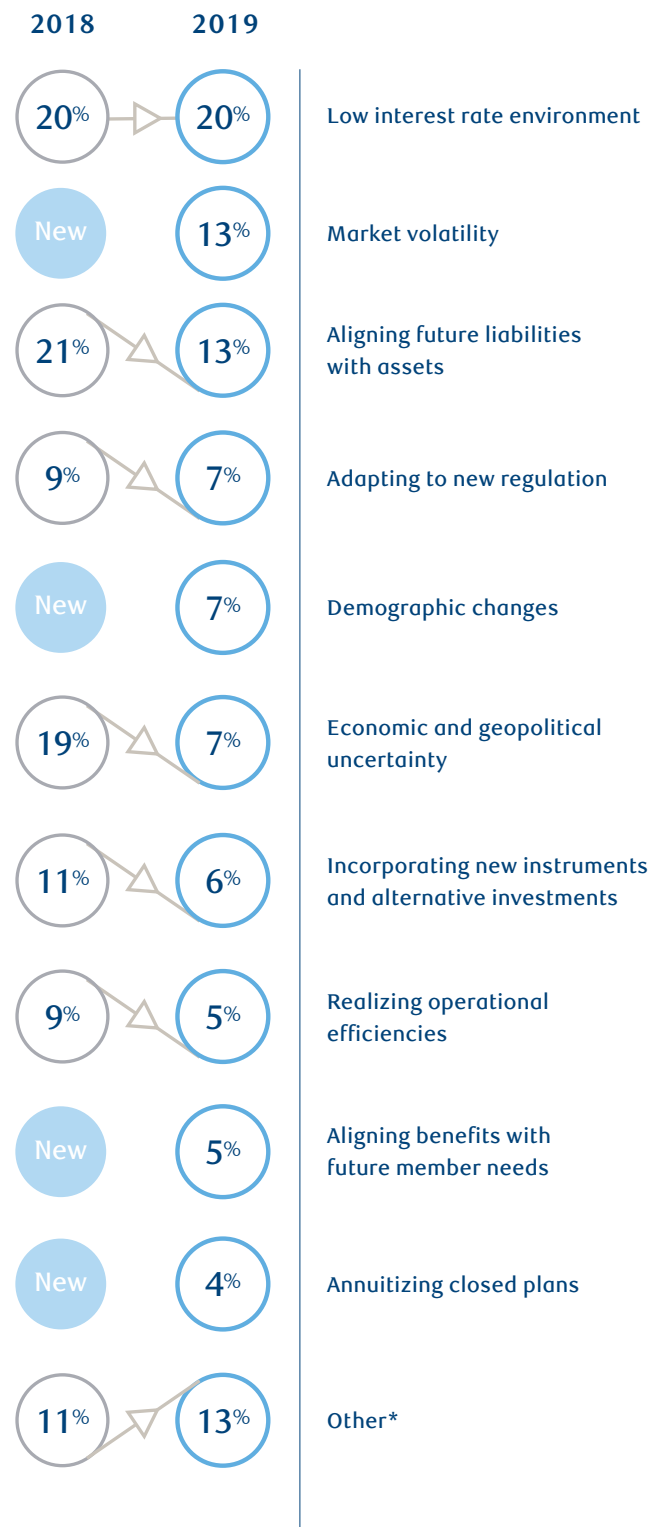 2018 2019
20% 20% Low interest rate environment
New 13% Market volatility
21% 13% Aligning future liabilities
with assets
9% 7% Adapting to new regulation
New 7% Demographic changes
19% 7% Economic and geopolitical
uncertainty
11% 6% Incorporating new instruments
and alternative investments
9% 5% Realizing operational
efficiencies
New 5% Aligning benefits with
future member needs
New 4% Annuitizing closed plans
11% 13% Other*